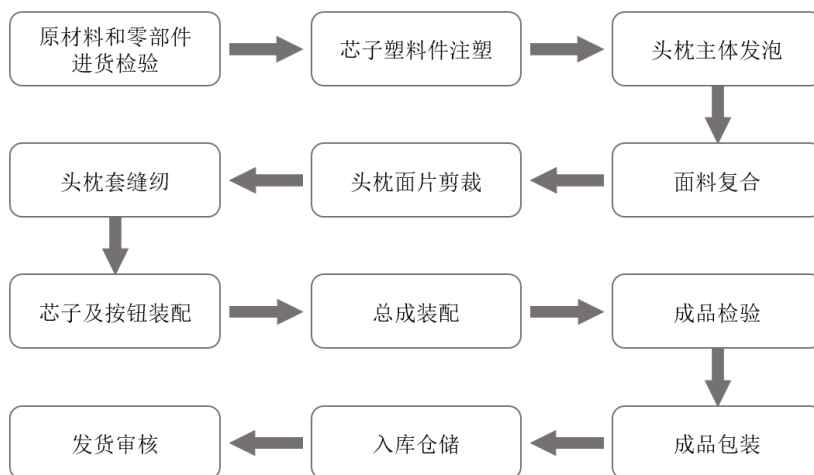 原材料和零部件
进货检验
芯子塑料件注塑
头枕主体发泡
面料复合
头枕面片剪裁
头枕套缝纫
芯子及按钮装配
总成装配
成品检验
成品包装
入库仓储
发货审核